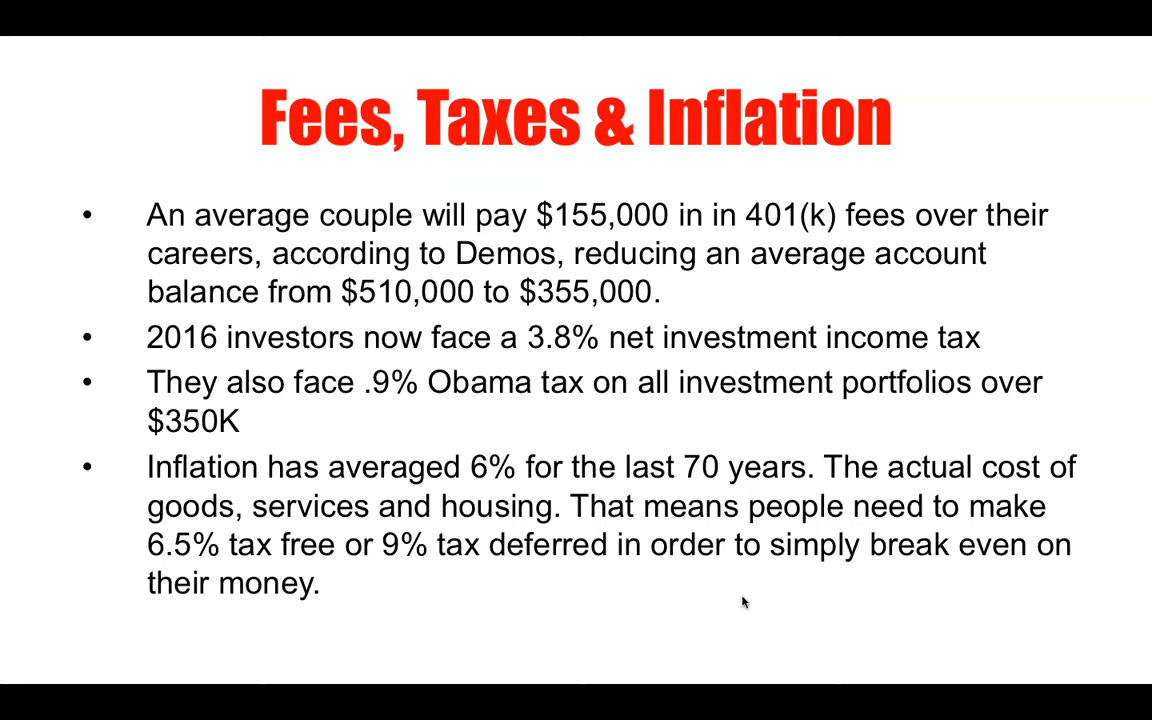 Fees, Taxes & Inflation
• An average couple will pay $155,000 in in 401(k) fees over their
careers, according to Demos, reducing an average account
balance from $510,000 to $355,000.
• 2016 investors now face a 3.8% net investment income tax
• They also face .9% Obama tax on all investment portfolios over
$350K
• Inflation has averaged 6% for the last 70 years. The actual cost of
goods, services and housing. That means people need to make
6.5% tax free or 9% tax deferred in order to simply break even on
their money.